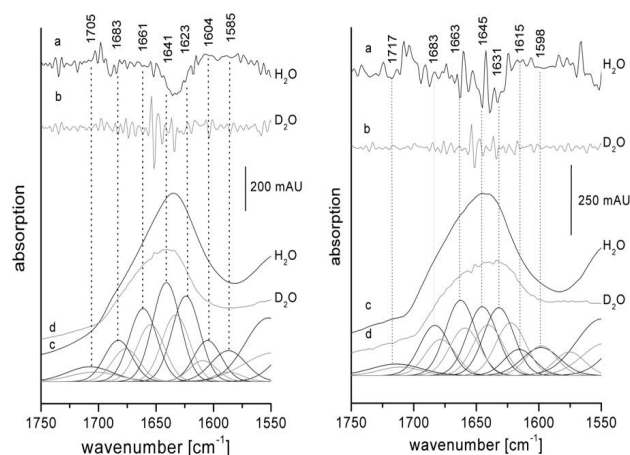 1705 1683 1661 1641 1623 1604 1585
a
H₂O
b
D₂O
200 mAU
absorption
H₂O
D₂O
d
c
1750 1700 1650 1600 1550
wavenumber [cm⁻¹]
1717 1683 1663 1645 1631 1615 1598
a
H₂O
b
D₂O
250 mAU
absorption
H₂O
D₂O
c
d
1750 1700 1650 1600 1550
wavenumber [cm⁻¹]